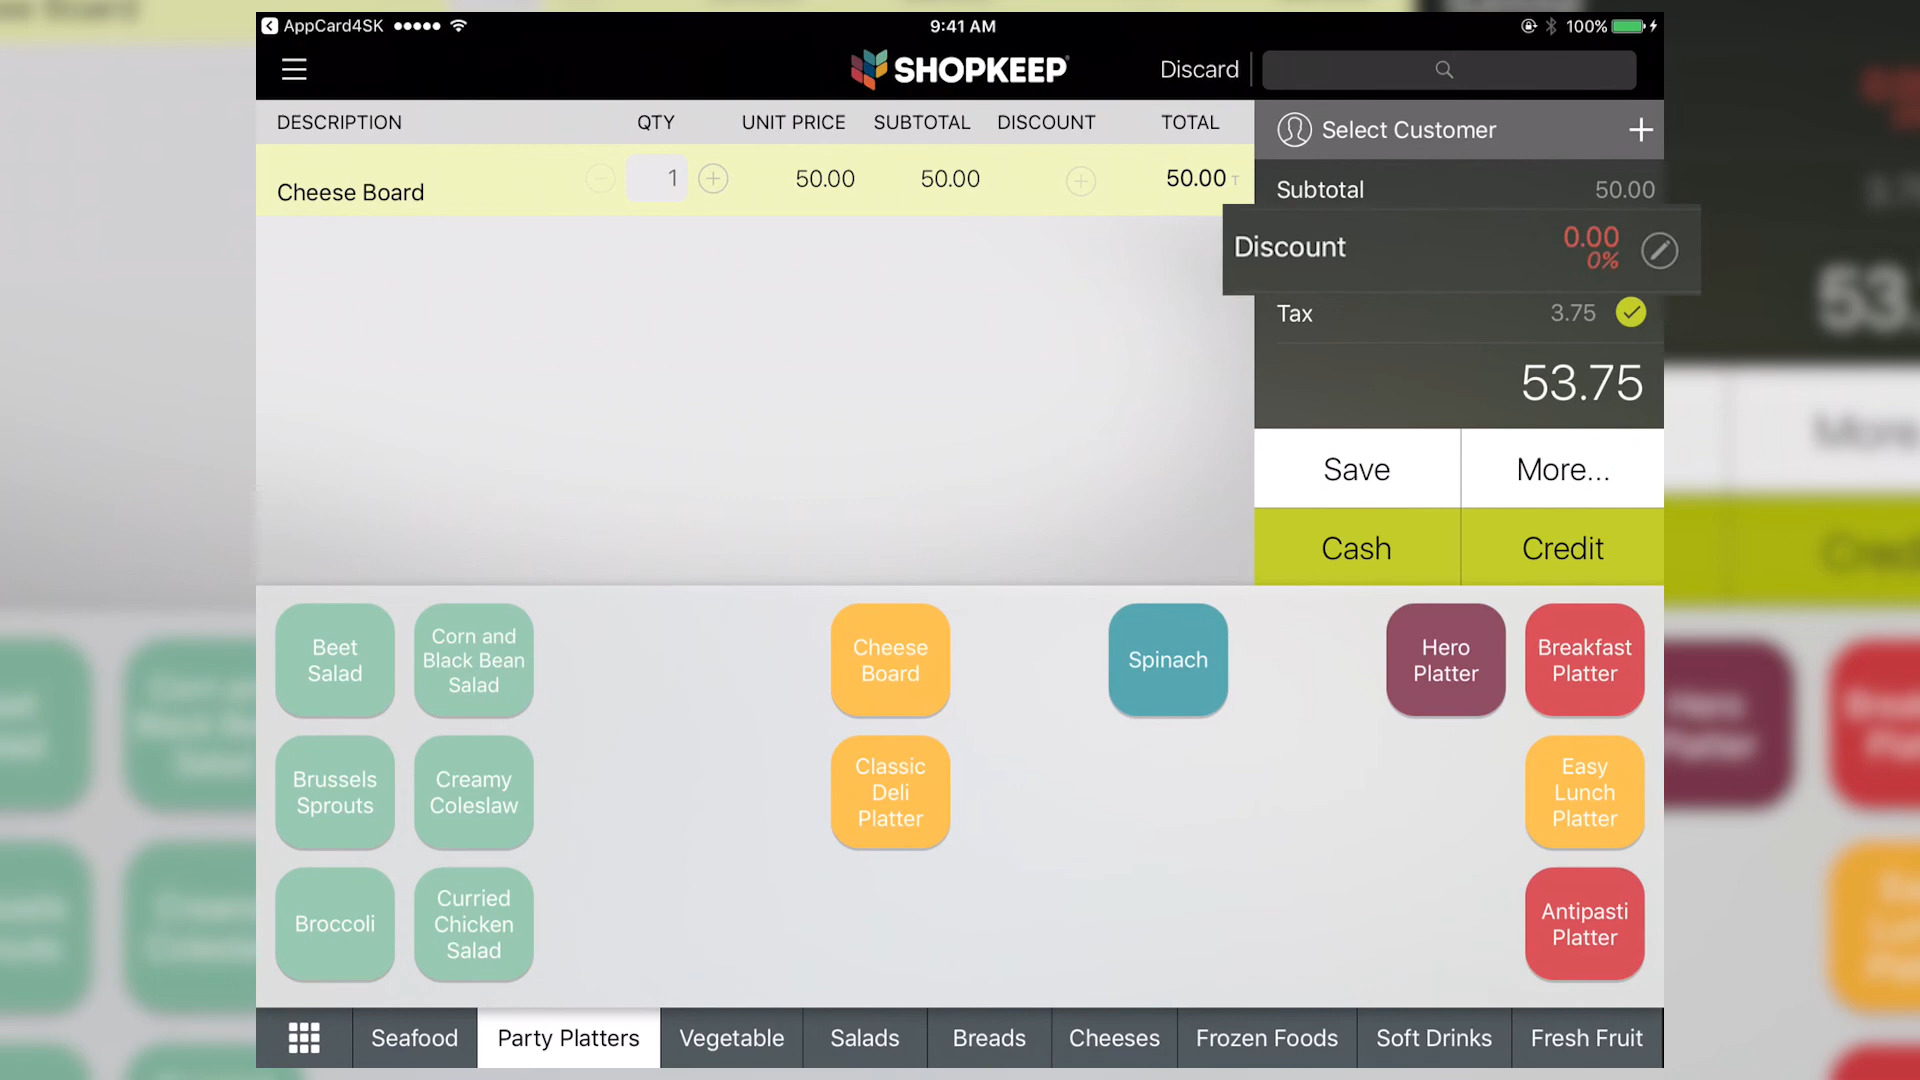 AppCard4SK
9:41 AM
100%
SHOPKEEP
Discard
DESCRIPTION QTY UNIT PRICE SUBTOTAL DISCOUNT TOTAL
Cheese Board 1 50.00 50.00 50.00 T
Select Customer
Subtotal 50.00
Discount 0.00
0%
Tax 3.75
53.75
Save More...
Cash Credit
Beet
Salad
Corn and
Black Bean
Salad
Cheese
Board
Spinach
Hero
Platter
Breakfast
Platter
Brussels
Sprouts
Creamy
Coleslaw
Classic
Deli
Platter
Easy
Lunch
Platter
Broccoli
Curried
Chicken
Salad
Antipasti
Platter
Seafood Party Platters Vegetable Salads Breads Cheeses Frozen Foods Soft Drinks Fresh Fruit